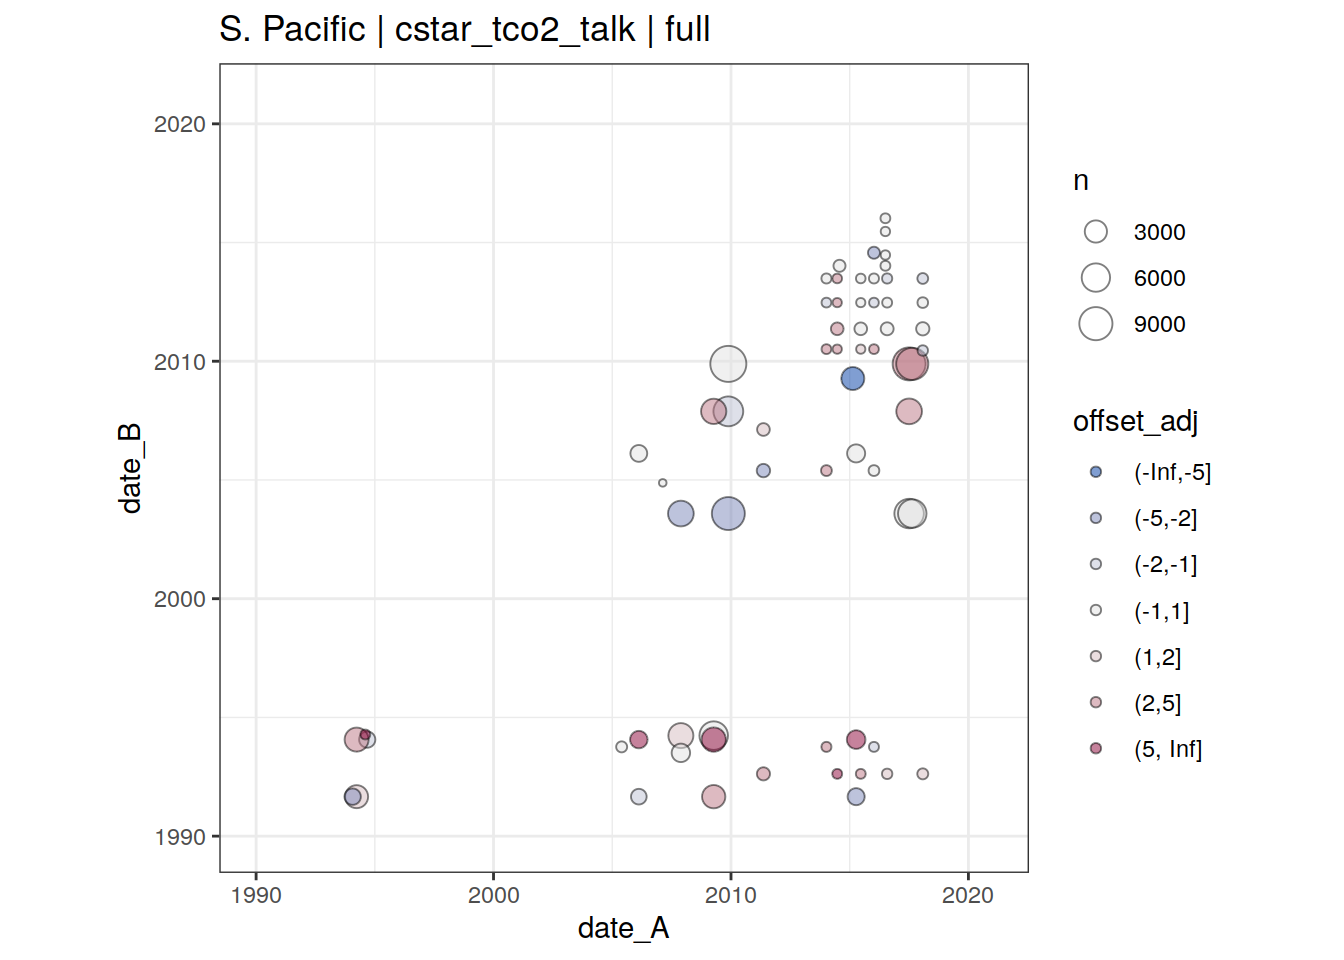 S. Pacific | cstar_tco2_talk | full
date_B
2020
2010
2000
1990
1990
2000
2010
2020
date_A
n
3000
6000
9000
offset_adj
(-Inf,-5]
(-5,-2]
(-2,-1]
(-1,1]
(1,2]
(2,5]
(5, Inf]